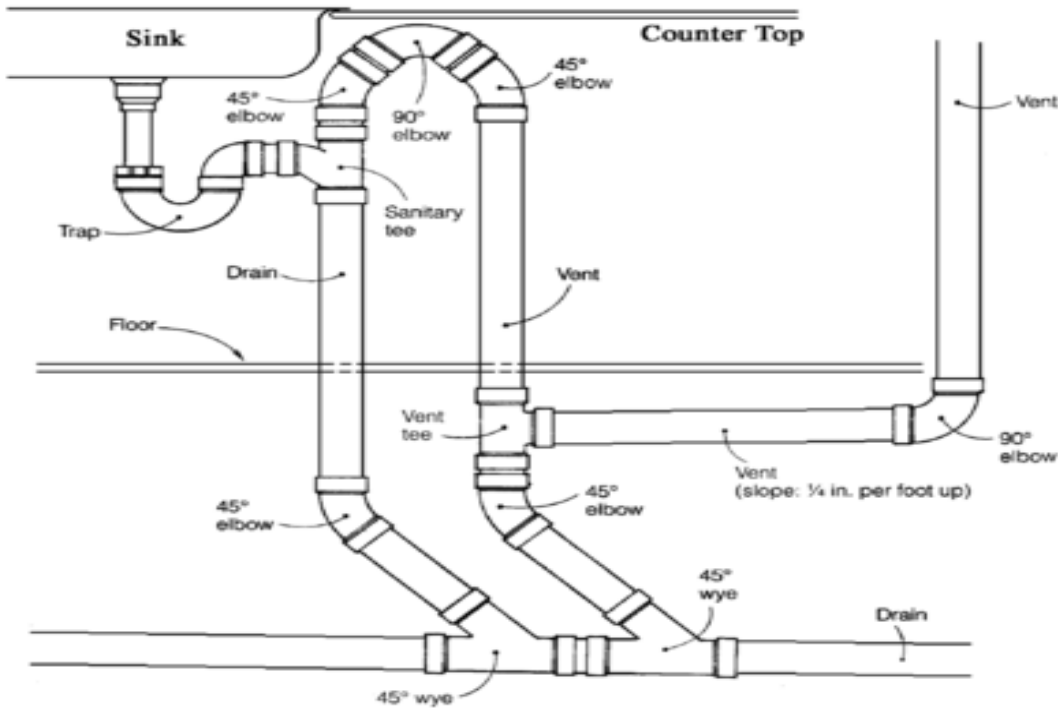 Sink
Counter Top
45°
elbow
90°
elbow
45°
elbow
Vent
Trap
Sanitary
tee
Drain
Vent
Floor
Vent
tee
90°
elbow
Vent
(slope: ¼ in. per foot up)
45°
elbow
45°
elbow
45°
wye
Drain
45° wye